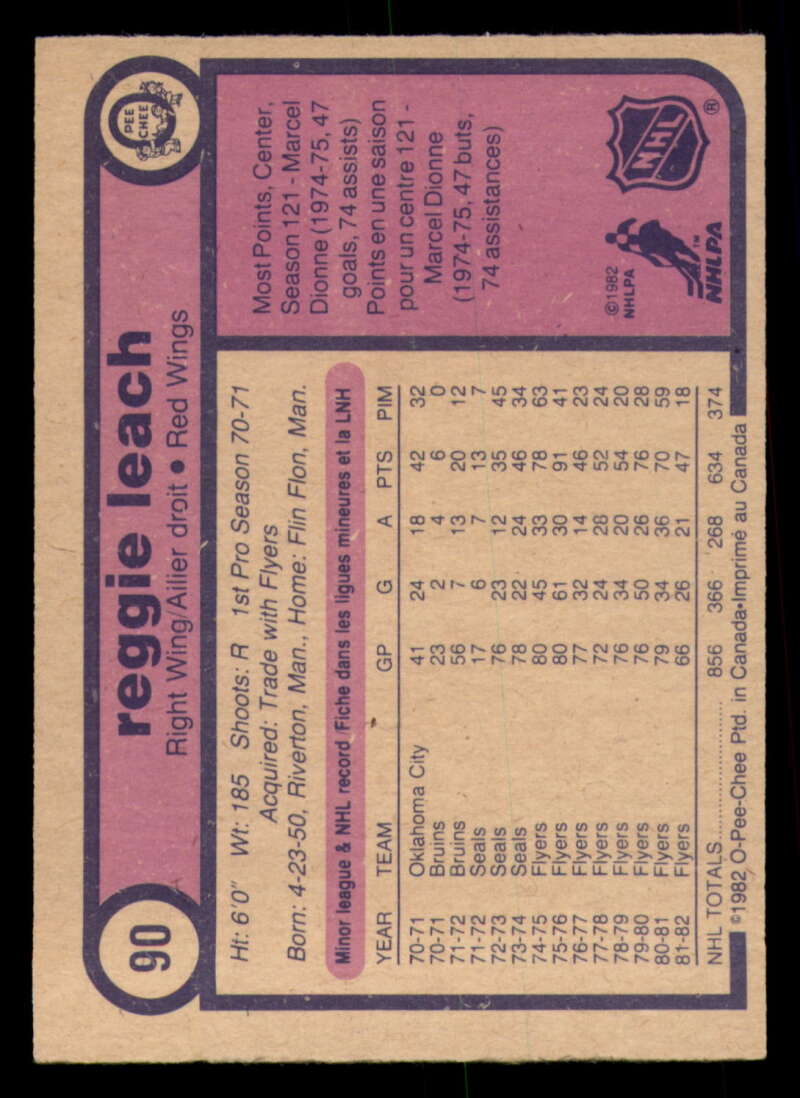 90
reggie leach
Right Wing/Ailier droit • Red Wings
O
PEE
CHEE
Ht: 6'0" Wt: 185 Shoots: R 1st Pro Season 70-71
Acquired: Trade with Flyers
Born: 4-23-50, Riverton, Man., Home: Flin Flon, Man.
Minor league & NHL record/Fiche dans les ligues mineures et la LNH
YEAR TEAM GP G A PTS PIM
70-71 Oklahoma City 41 24 18 42 32
70-71 Bruins 23 2 4 6 0
71-72 Bruins 56 7 13 20 12
71-72 Seals 17 6 7 13 7
72-73 Seals 76 23 12 35 45
73-74 Seals 78 22 24 46 34
74-75 Flyers 80 45 33 78 63
75-76 Flyers 80 61 30 91 41
76-77 Flyers 77 32 14 46 23
77-78 Flyers 72 24 28 52 24
78-79 Flyers 76 34 20 54 20
79-80 Flyers 76 50 26 76 28
80-81 Flyers 79 34 36 70 59
81-82 Flyers 66 26 21 47 18
NHL TOTALS.................... 856 366 268 634 374
©1982 O-Pee-Chee Ptd. in Canada•Imprimé au Canada
Most Points, Center,
Season 121 - Marcel
Dionne (1974-75, 47
goals, 74 assists)
Points en une saison
pour un centre 121 -
Marcel Dionne
(1974-75, 47 buts,
74 assistances)
©1982
NHLPA
™
NHLPA
NHL
®